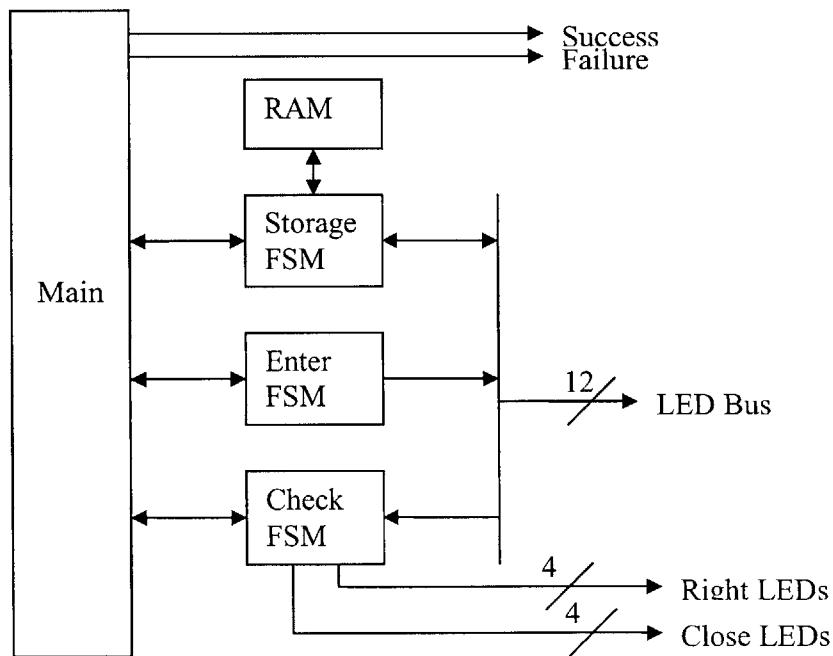 Success
Failure
RAM
Storage
FSM
Main
Enter
FSM
12
LED Bus
Check
FSM
4
Right LEDs
4
Close LEDs